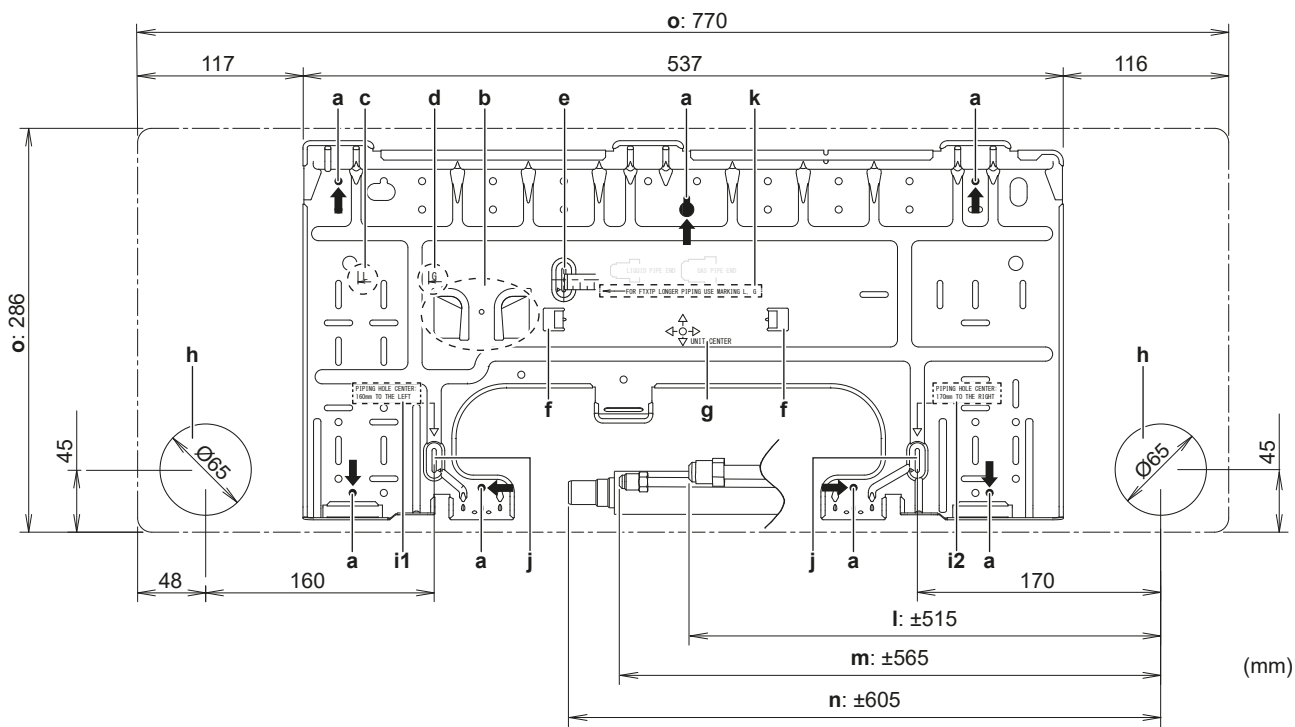 o: 770
117
537
116
a
c
d
b
e
a
k
a
L
G
LIQUID PIPE END
GAS PIPE END
FOR FTXTP LONGER PIPING USE MARKING L, G
o: 286
UNIT CENTER
h
h
PIPING HOLE CENTER:
160mm TO THE LEFT
f
g
f
PIPING HOLE CENTER:
170mm TO THE RIGHT
45
Ø65
Ø65
45
a
i1
a
j
j
a
i2
a
48
160
170
l: ±515
m: ±565
(mm)
n: ±605